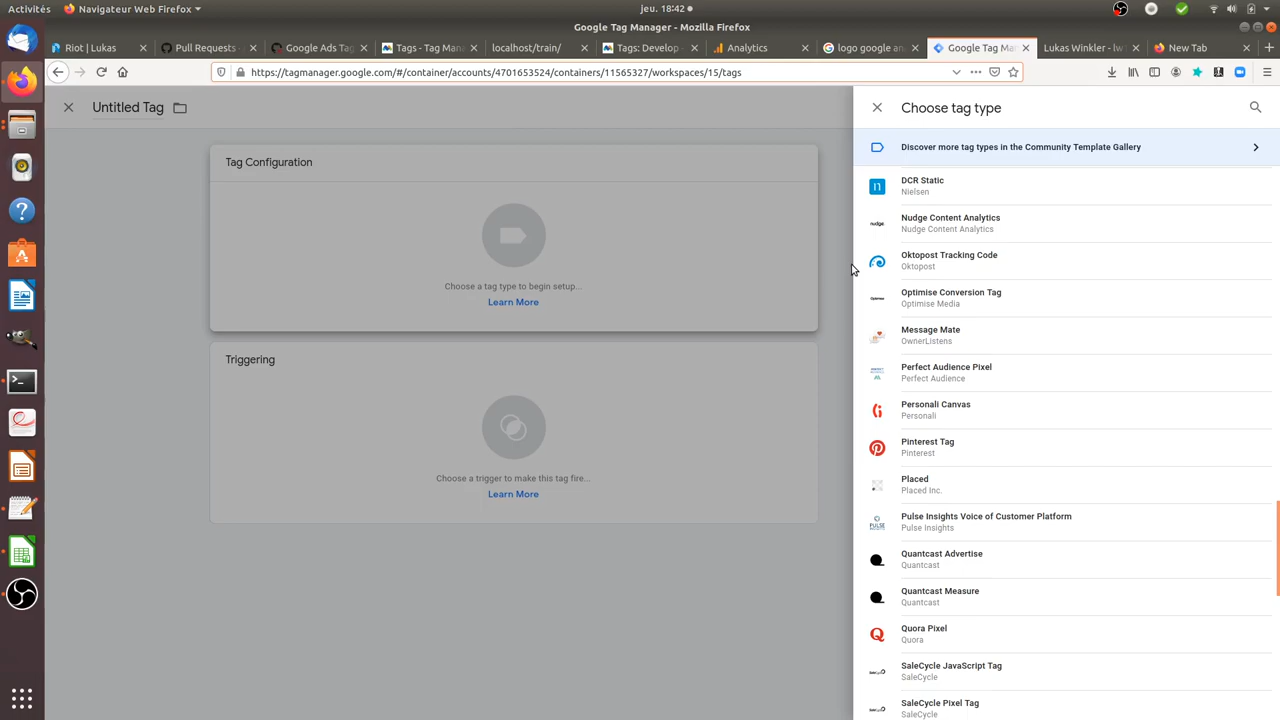 Activités
Navigateur Web Firefox
jeu. 18:42
Google Tag Manager - Mozilla Firefox
Riot | Lukas
Pull Requests -
Google Ads Tag
Tags - Tag Mana
localhost/train/
Tags: Develop -
Analytics
logo google an
Google Tag Man
Lukas Winkler - lw
New Tab
https://tagmanager.google.com/#/container/accounts/4701653524/containers/11565327/workspaces/15/tags
Untitled Tag
Tag Configuration
Choose a tag type to begin setup...
Learn More
Triggering
Choose a trigger to make this tag fire...
Learn More
Choose tag type
Discover more tag types in the Community Template Gallery
DCR Static
Nielsen
Nudge Content Analytics
Nudge Content Analytics
Oktopost Tracking Code
Oktopost
Optimise Conversion Tag
Optimise Media
Message Mate
OwnerListens
Perfect Audience Pixel
Perfect Audience
Personali Canvas
Personali
Pinterest Tag
Pinterest
Placed
Placed Inc.
Pulse Insights Voice of Customer Platform
Pulse Insights
Quantcast Advertise
Quantcast
Quantcast Measure
Quantcast
Quora Pixel
Quora
SaleCycle JavaScript Tag
SaleCycle
SaleCycle Pixel Tag
SaleCycle